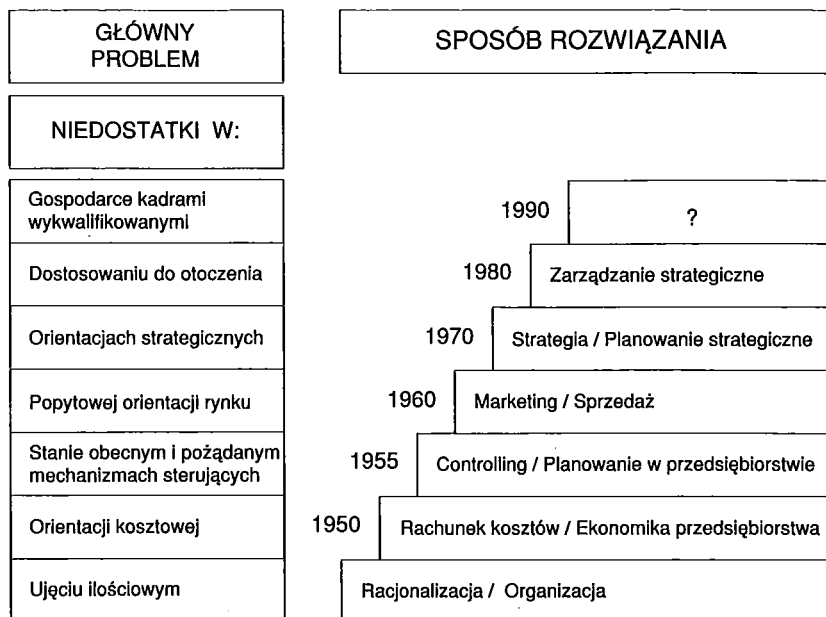 GŁÓWNY
PROBLEM
SPOSÓB ROZWIĄZANIA
NIEDOSTATKI W:
Gospodarce kadrami
wykwalifikowanymi
1990
?
Dostosowaniu do otoczenia
1980
Zarządzanie strategiczne
Orientacjach strategicznych
1970
Strategia / Planowanie strategiczne
Popytowej orientacji rynku
1960
Marketing / Sprzedaż
Stanie obecnym i pożądanym
mechanizmach sterujących
1955
Controlling / Planowanie w przedsiębiorstwie
Orientacji kosztowej
1950
Rachunek kosztów / Ekonomika przedsiębiorstwa
Ujęciu ilościowym
Racjonalizacja / Organizacja